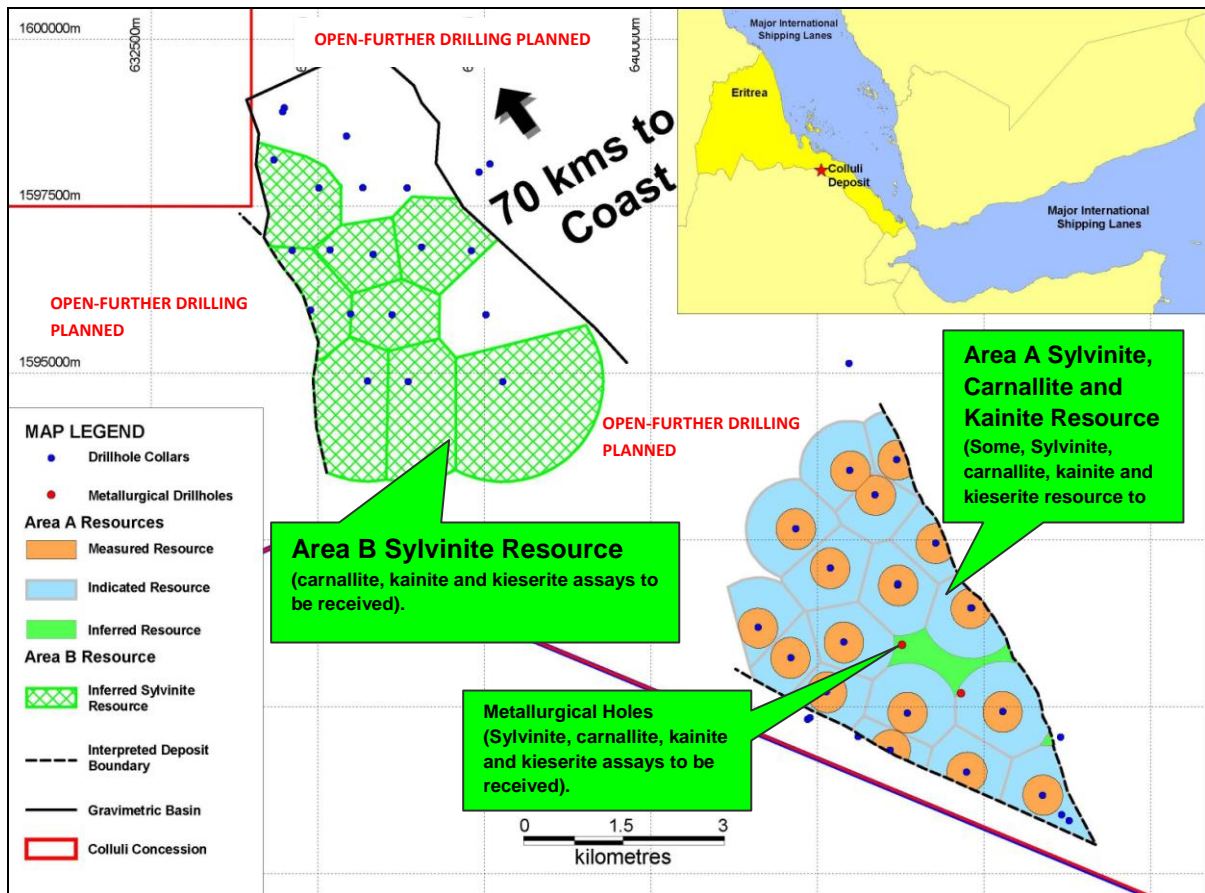 1600000m
632500
OPEN-FURTHER DRILLING PLANNED
640000
70 kms to
Coast
1597500m
OPEN-FURTHER DRILLING
PLANNED
1595000m
Major International
Shipping Lanes
Eritrea
Colluli
Deposit
Major International
Shipping Lanes
OPEN-FURTHER DRILLING
PLANNED
Area A Sylvinite,
Carnallite and
Kainite Resource
(Some, Sylvinite,
carnallite, kainite and
kieserite resource to
Area B Sylvinite Resource
(carnallite, kainite and kieserite assays to
be received).
Metallurgical Holes
(Sylvinite, carnallite, kainite
and kieserite assays to be
received).
MAP LEGEND
Drillhole Collars
Metallurgical Drillholes
Area A Resources
Measured Resource
Indicated Resource
Inferred Resource
Area B Resource
Inferred Sylvinite
Resource
Interpreted Deposit
Boundary
Gravimetric Basin
Colluli Concession
0 1.5 3
kilometres